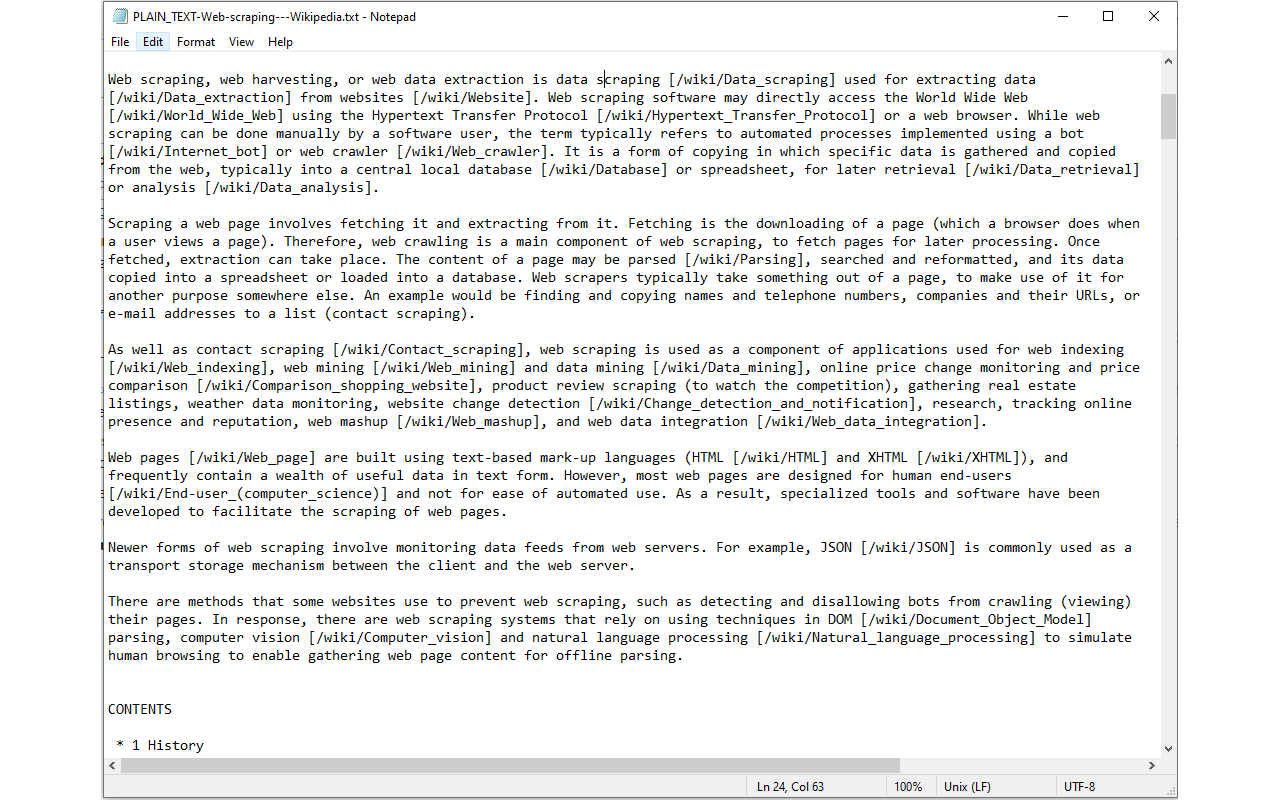 PLAIN_TEXT-Web-scraping---Wikipedia.txt - Notepad
File Edit Format View Help
Web scraping, web harvesting, or web data extraction is data scraping [/wiki/Data_scraping] used for extracting data
[/wiki/Data_extraction] from websites [/wiki/Website]. Web scraping software may directly access the World Wide Web
[/wiki/World_Wide_Web] using the Hypertext Transfer Protocol [/wiki/Hypertext_Transfer_Protocol] or a web browser. While web
scraping can be done manually by a software user, the term typically refers to automated processes implemented using a bot
[/wiki/Internet_bot] or web crawler [/wiki/Web_crawler]. It is a form of copying in which specific data is gathered and copied
from the web, typically into a central local database [/wiki/Database] or spreadsheet, for later retrieval [/wiki/Data_retrieval]
or analysis [/wiki/Data_analysis].
Scraping a web page involves fetching it and extracting from it. Fetching is the downloading of a page (which a browser does when
a user views a page). Therefore, web crawling is a main component of web scraping, to fetch pages for later processing. Once
fetched, extraction can take place. The content of a page may be parsed [/wiki/Parsing], searched and reformatted, and its data
copied into a spreadsheet or loaded into a database. Web scrapers typically take something out of a page, to make use of it for
another purpose somewhere else. An example would be finding and copying names and telephone numbers, companies and their URLs, or
e-mail addresses to a list (contact scraping).
As well as contact scraping [/wiki/Contact_scraping], web scraping is used as a component of applications used for web indexing
[/wiki/Web_indexing], web mining [/wiki/Web_mining] and data mining [/wiki/Data_mining], online price change monitoring and price
comparison [/wiki/Comparison_shopping_website], product review scraping (to watch the competition), gathering real estate
listings, weather data monitoring, website change detection [/wiki/Change_detection_and_notification], research, tracking online
presence and reputation, web mashup [/wiki/Web_mashup], and web data integration [/wiki/Web_data_integration].
Web pages [/wiki/Web_page] are built using text-based mark-up languages (HTML [/wiki/HTML] and XHTML [/wiki/XHTML]), and
frequently contain a wealth of useful data in text form. However, most web pages are designed for human end-users
[/wiki/End-user_(computer_science)] and not for ease of automated use. As a result, specialized tools and software have been
developed to facilitate the scraping of web pages.
Newer forms of web scraping involve monitoring data feeds from web servers. For example, JSON [/wiki/JSON] is commonly used as a
transport storage mechanism between the client and the web server.
There are methods that some websites use to prevent web scraping, such as detecting and disallowing bots from crawling (viewing)
their pages. In response, there are web scraping systems that rely on using techniques in DOM [/wiki/Document_Object_Model]
parsing, computer vision [/wiki/Computer_vision] and natural language processing [/wiki/Natural_language_processing] to simulate
human browsing to enable gathering web page content for offline parsing.
CONTENTS
* 1 History
Ln 24, Col 63 100% Unix (LF) UTF-8